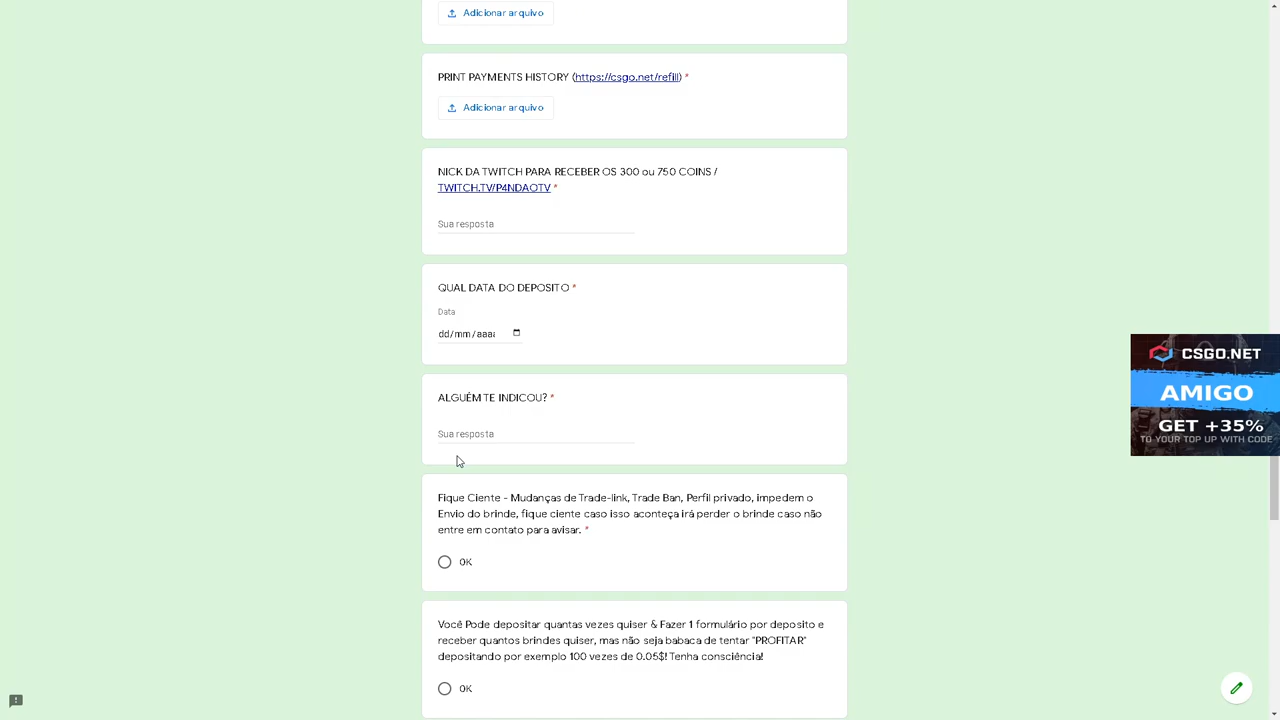 Adicionar arquivo
PRINT PAYMENTS HISTORY (https://csgo.net/refill) *
Adicionar arquivo
NICK DA TWITCH PARA RECEBER OS 300 ou 750 COINS /
TWITCH.TV/P4NDAOTV *
Sua resposta
QUAL DATA DO DEPOSITO *
Data
dd/mm/aaaa
ALGUÉM TE INDICOU? *
Sua resposta
CSGO.NET
AMIGO
GET +35%
TO YOUR TOP UP WITH CODE
Fique Ciente - Mudanças de Trade-link, Trade Ban, Perfil privado, impedem o
Envio do brinde, fique ciente caso isso aconteça irá perder o brinde caso não
entre em contato para avisar. *
OK
Você Pode depositar quantas vezes quiser & Fazer 1 formulário por deposito e
receber quantos brindes quiser, mas não seja babaca de tentar "PROFITAR"
depositando por exemplo 100 vezes de 0.05$! Tenha consciência!
OK